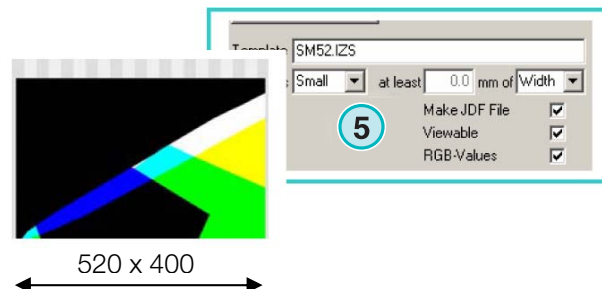 Template SM52.IZS
Small at least 0.0 mm of Width
5
Make JDF File
Viewable
RGB-Values
520 x 400